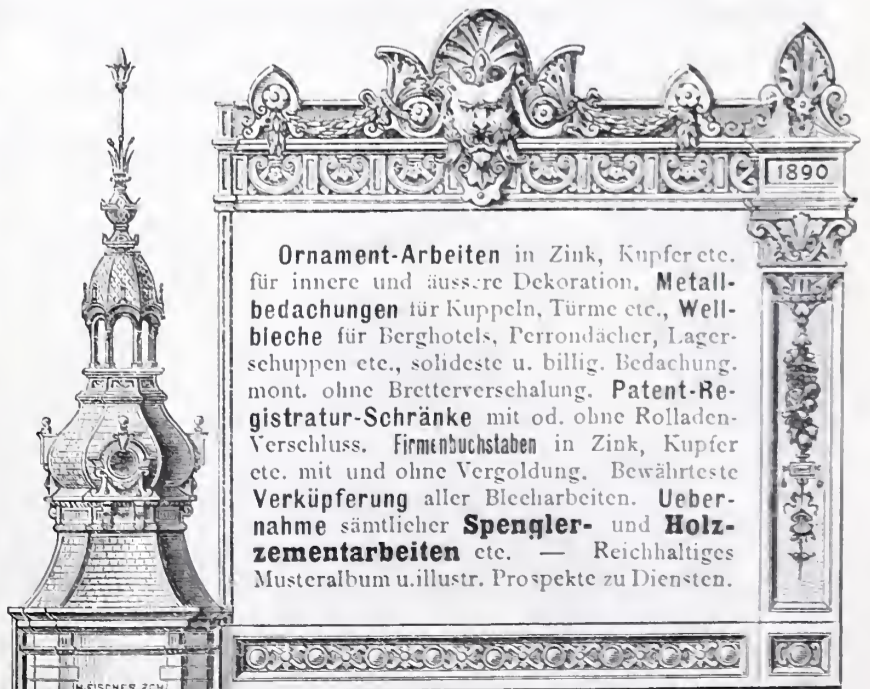 1890
Ornament-Arbeiten in Zink, Kupfer etc.
für innere und äussere Dekoration, Metall-
bedachungen für Kuppeln, Türme etc., Well-
bleche für Berghotels, Perrondächer, Lager-
schuppen etc., solideste u. billig. Bedachung.
mont. ohne Bretterverschalung. Patent-Re-
gistratur-Schränke mit od. ohne Rolladen-
Verschluss. Firmenbuchstaben in Zink, Kupfer
etc. mit und ohne Vergoldung. Bewährteste
Verküpferung aller Blecharbeiten. Ueber-
nahme sämtlicher Spengler- und Holz-
zementarbeiten etc. — Reichhaltiges
Musteralbum u. illustr. Prospekte zu Diensten.
H. FISCHER ZCH